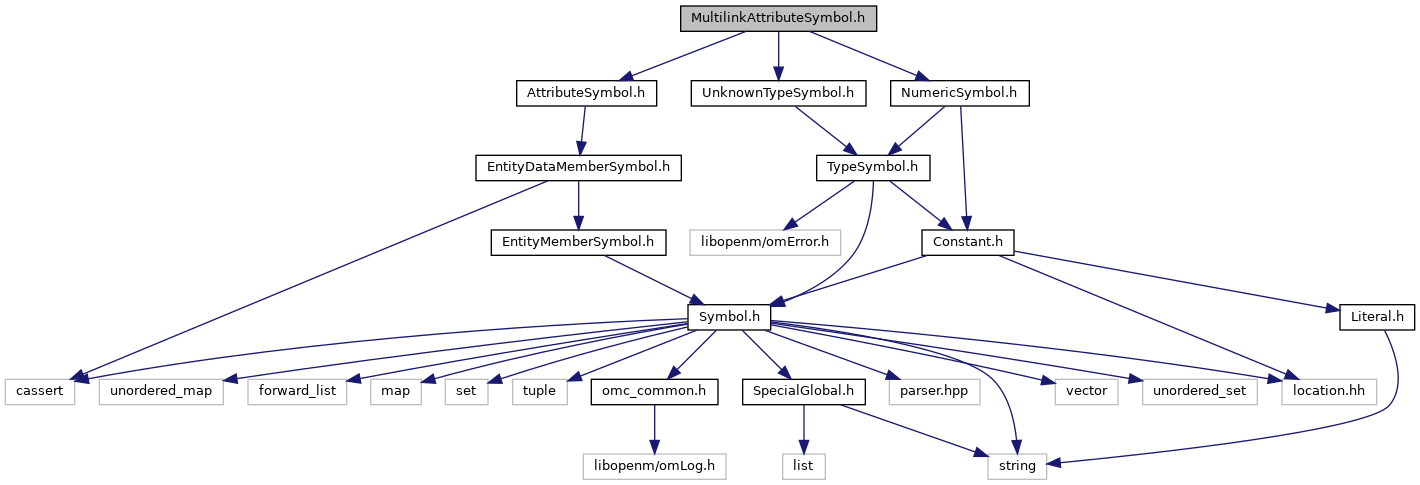 MultilinkAttributeSymbol.h
AttributeSymbol.h
UnknownTypeSymbol.h
NumericSymbol.h
EntityDataMemberSymbol.h
TypeSymbol.h
EntityMemberSymbol.h
libopenm/omError.h
Constant.h
Symbol.h
Literal.h
cassert
unordered_map
forward_list
map
set
tuple
omc_common.h
SpecialGlobal.h
parser.hpp
vector
unordered_set
location.hh
libopenm/omLog.h
list
string